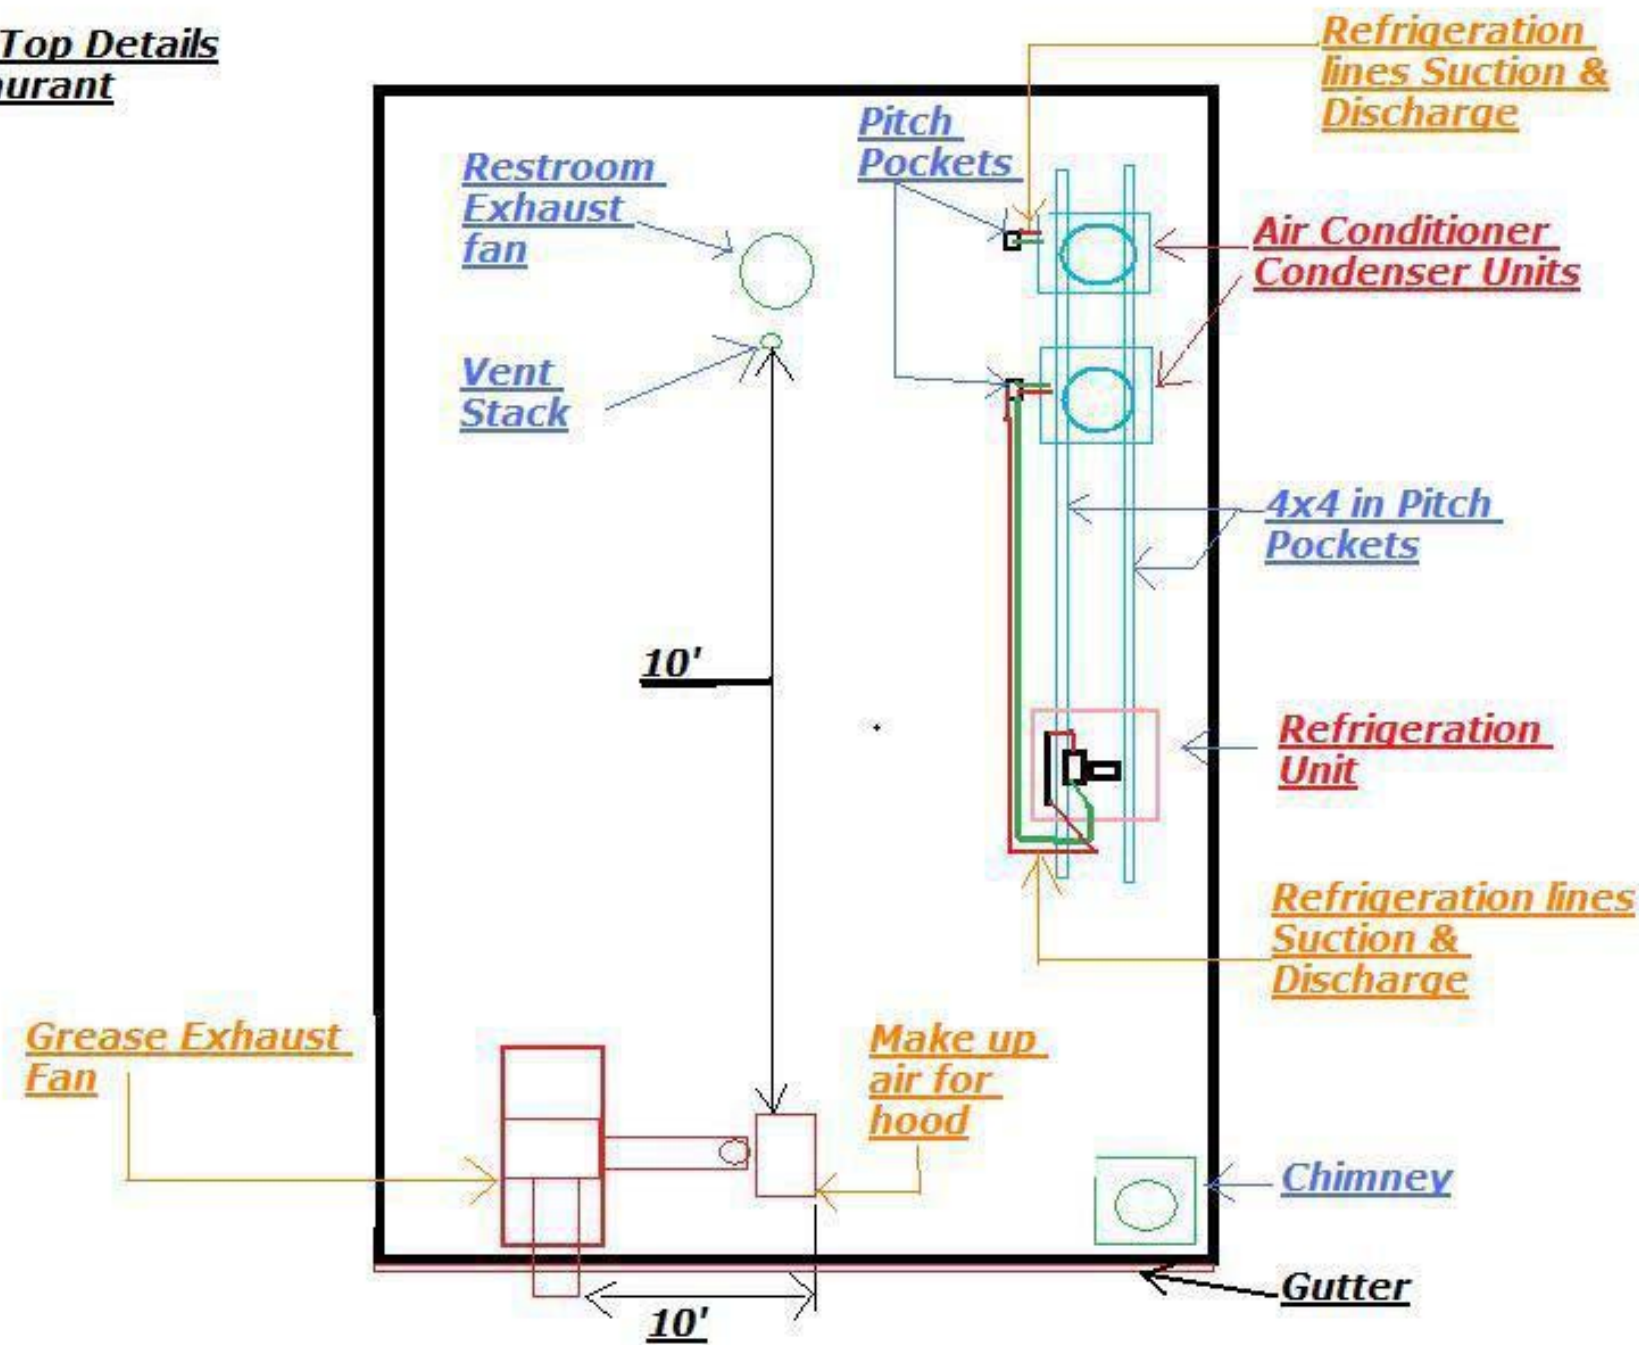 Top Details
aurant
Refrigeration
lines Suction &
Discharge
Pitch
Pockets
Restroom
Exhaust
fan
Air Conditioner
Condenser Units
Vent
Stack
4x4 in Pitch
Pockets
10'
Refrigeration
Unit
Refrigeration lines
Suction &
Discharge
Grease Exhaust
Fan
Make up
air for
hood
Chimney
Gutter
10'